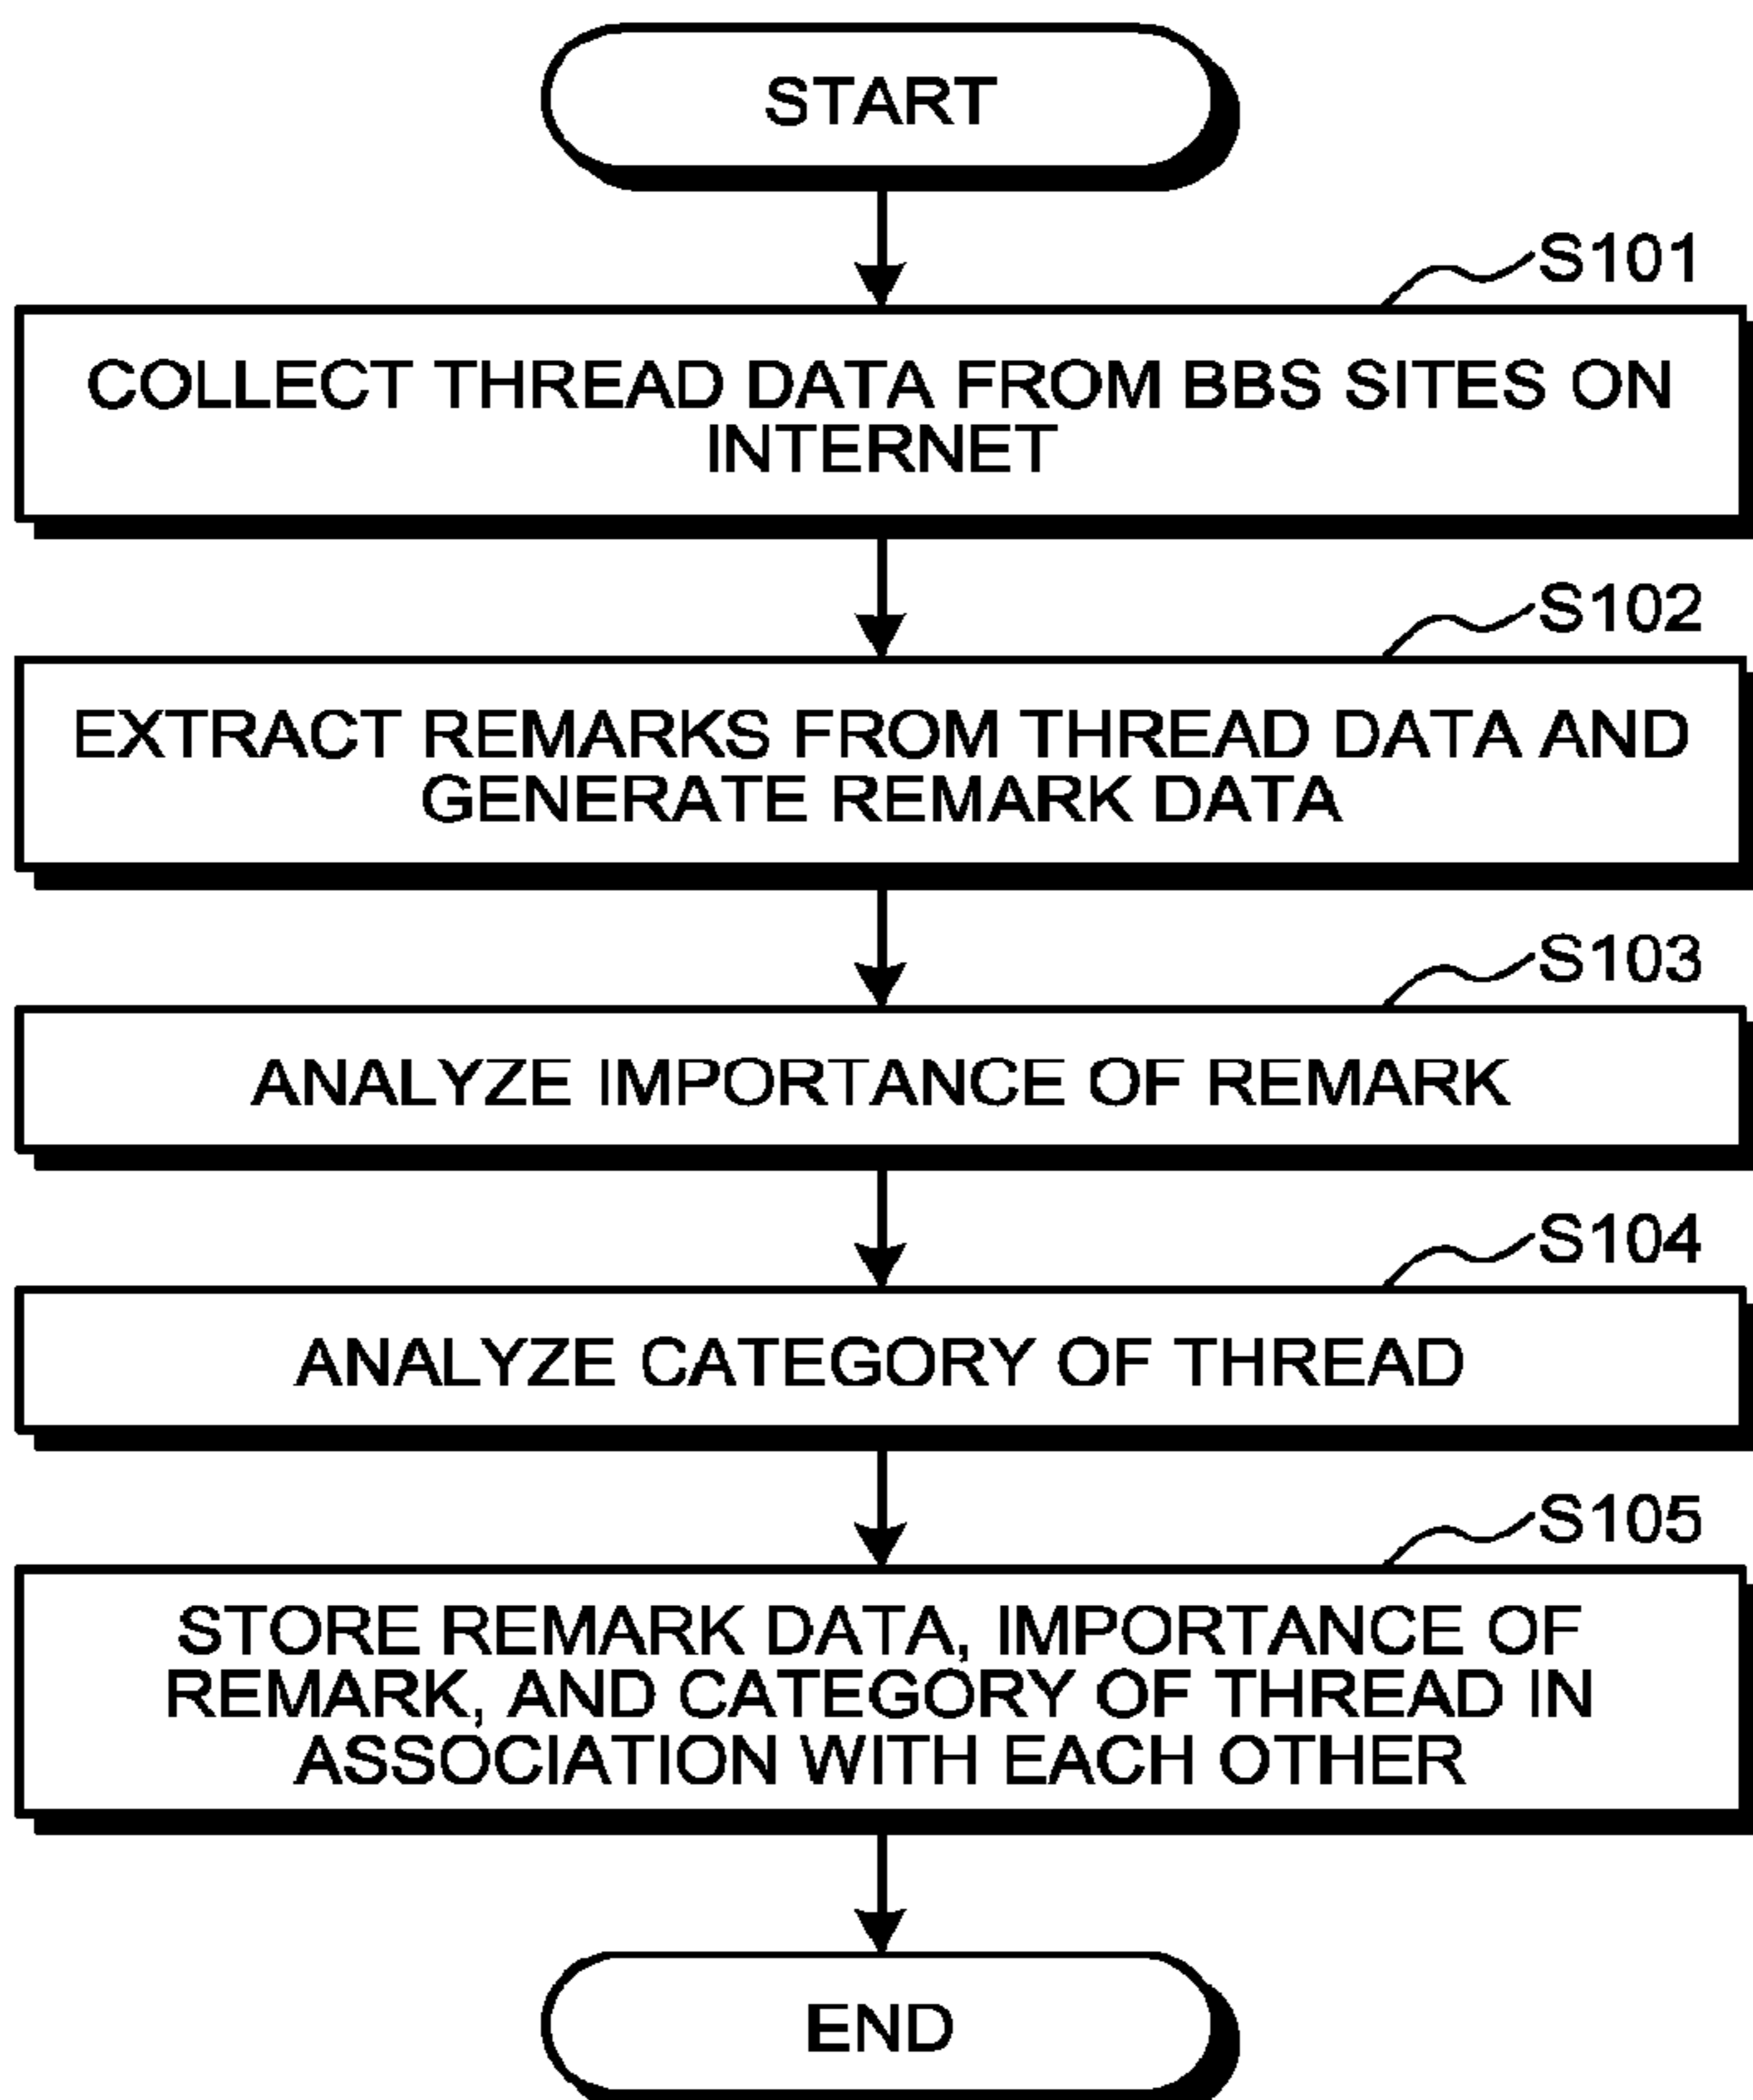 START
S101
COLLECT THREAD DATA FROM BBS SITES ON
INTERNET
S102
EXTRACT REMARKS FROM THREAD DATA AND
GENERATE REMARK DATA
S103
ANALYZE IMPORTANCE OF REMARK
S104
ANALYZE CATEGORY OF THREAD
S105
STORE REMARK DATA, IMPORTANCE OF
REMARK, AND CATEGORY OF THREAD IN
ASSOCIATION WITH EACH OTHER
END